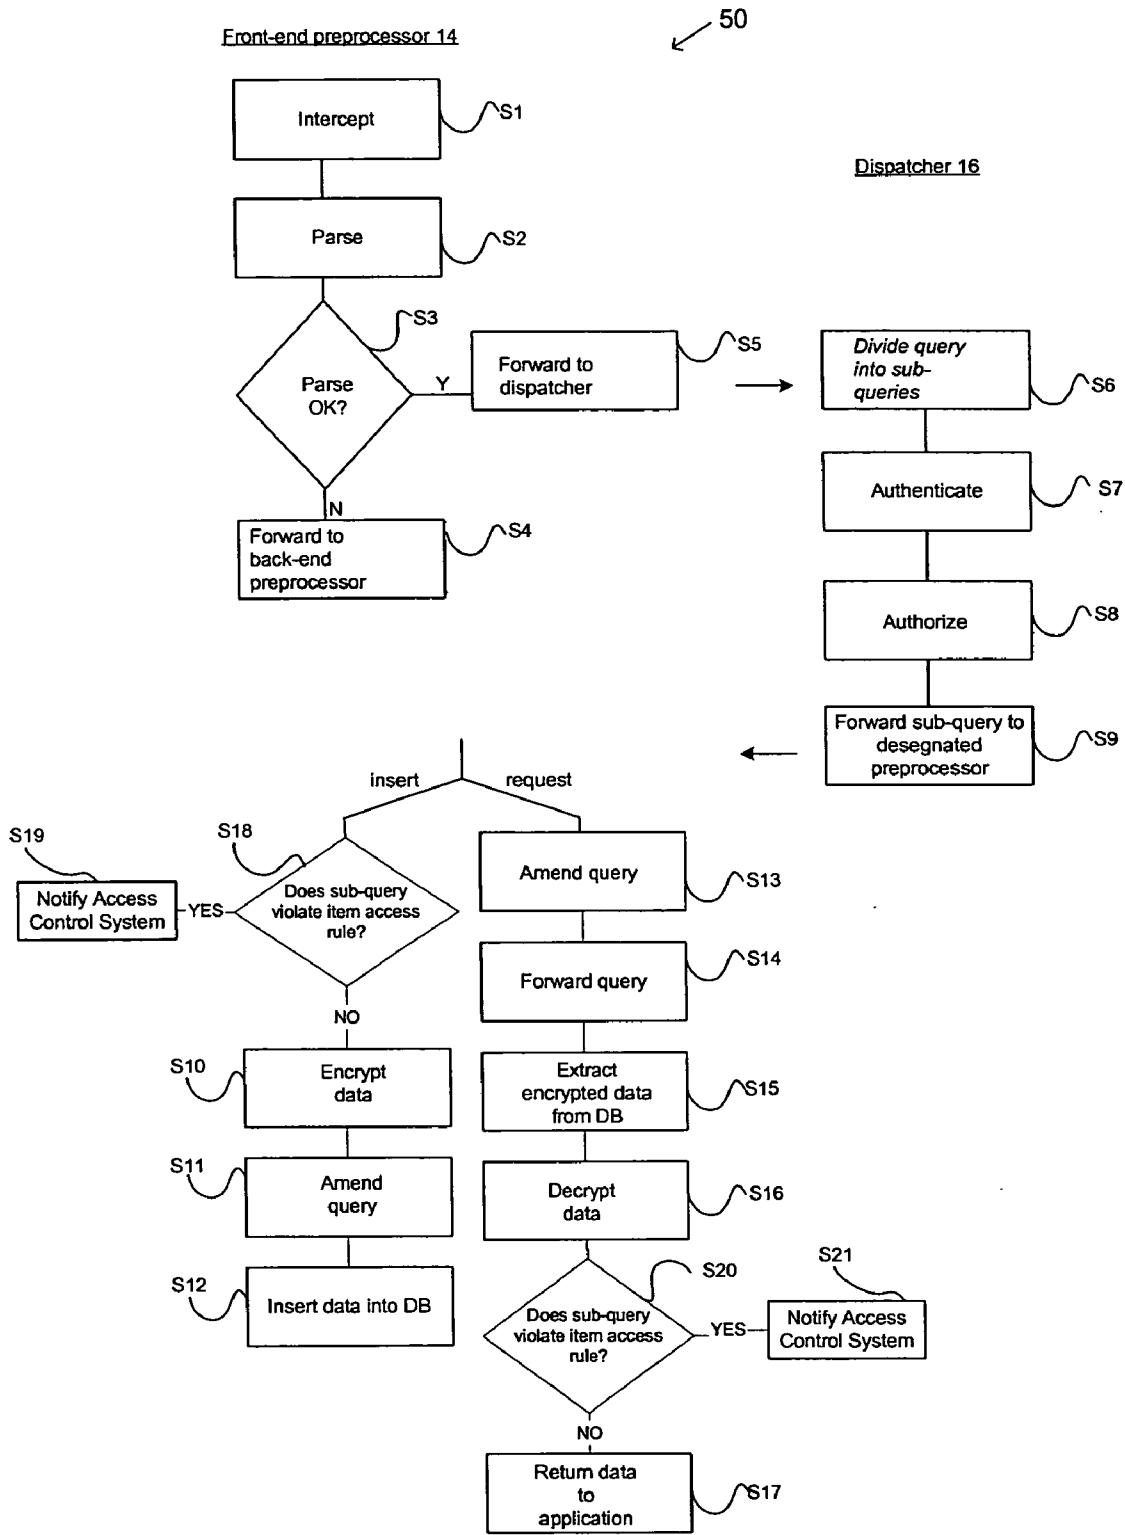 50
Front-end preprocessor 14
Intercept
S1
Dispatcher 16
Parse
S2
S3
Parse
OK?
Y
N
Forward to
dispatcher
S5
Divide query
into sub-
queries
S6
Authenticate
S7
Forward to
back-end
preprocessor
S4
Authorize
S8
Forward sub-query to
desegnated
preprocessor
S9
insert
request
S19
S18
Notify Access
Control System
YES
Does sub-query
violate item access
rule?
NO
Amend query
S13
Forward query
S14
S10
Encrypt
data
Extract
encrypted data
from DB
S15
S11
Amend
query
Decrypt
data
S16
S12
Insert data into DB
S20
S21
Does sub-query
violate item access
rule?
YES
Notify Access
Control System
NO
Return data
to
application
S17